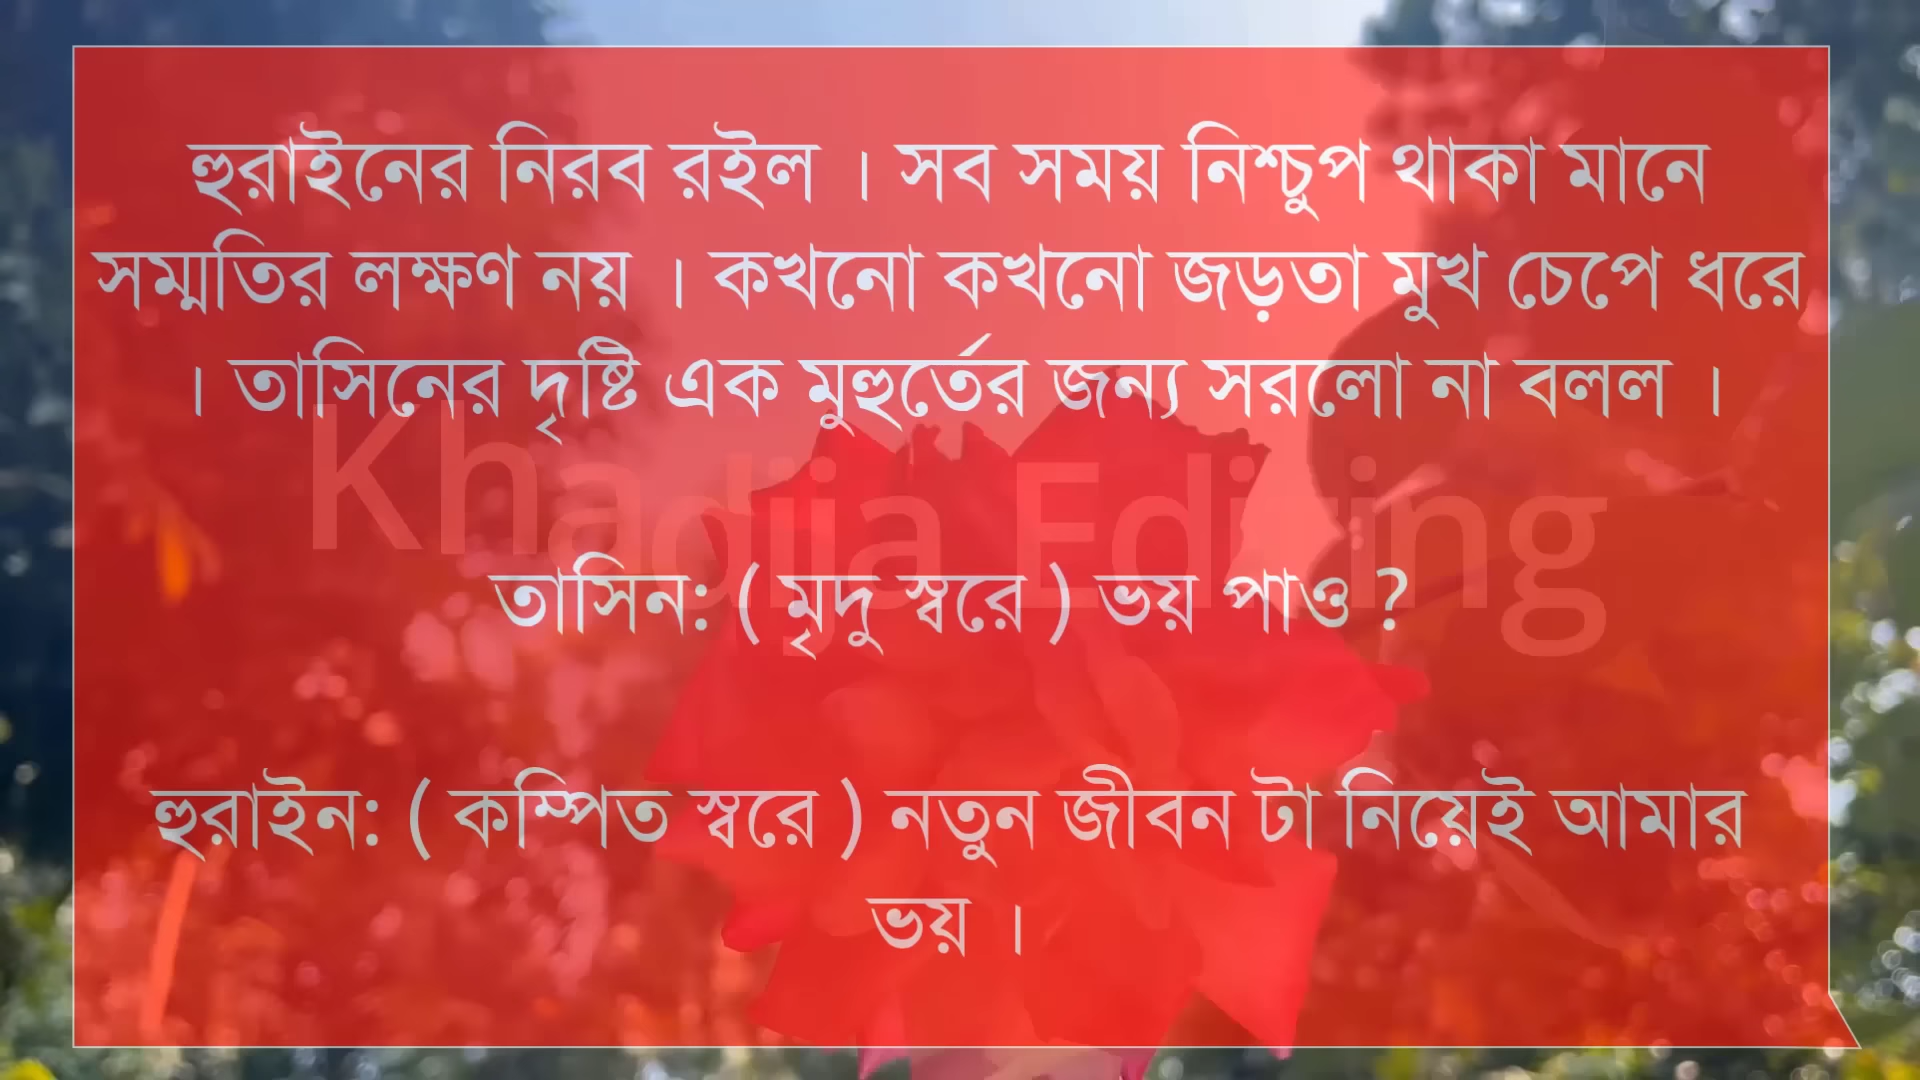 হুরাইনের নিরব রইল । সব সময় নিশ্চুপ থাকা মানে
সম্মতির লক্ষণ নয় । কখনো কখনো জড়তা মুখ চেপে ধরে
। তাসিনের দৃষ্টি এক মুহুর্তের জন্য সরলো না বলল ।
Khadija Editing
তাসিন: ( মৃদু স্বরে ) ভয় পাও ?
হুরাইন: ( কম্পিত স্বরে ) নতুন জীবন টা নিয়েই আমার
ভয় ।